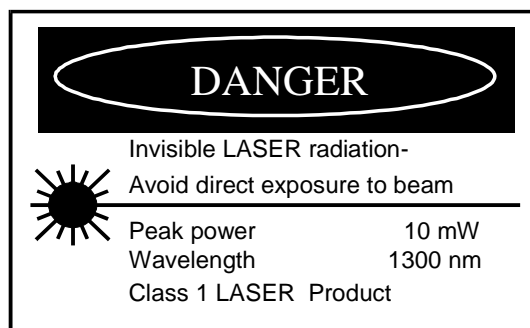 DANGER
Invisible LASER radiation-
Avoid direct exposure to beam
Peak power 10 mW
Wavelength 1300 nm
Class 1 LASER Product